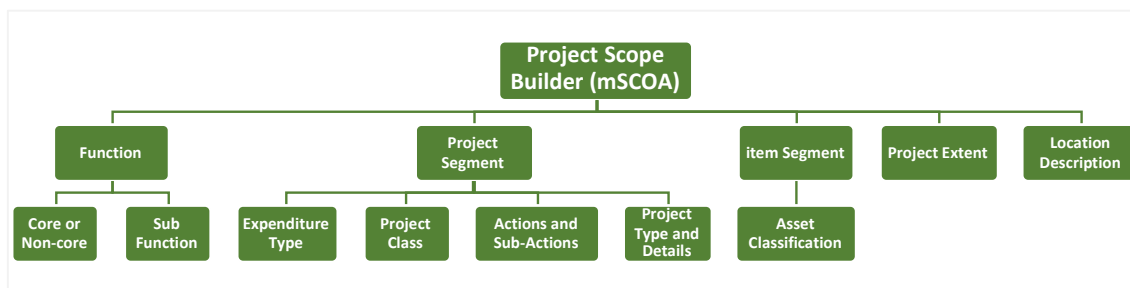 Project Scope
Builder (mSCOA)
Function
Project
Segment
item Segment
Project Extent
Location
Description
Core or
Non-core
Sub
Function
Expenditure
Type
Project
Class
Actions and
Sub-Actions
Project
Type and
Details
Asset
Classification